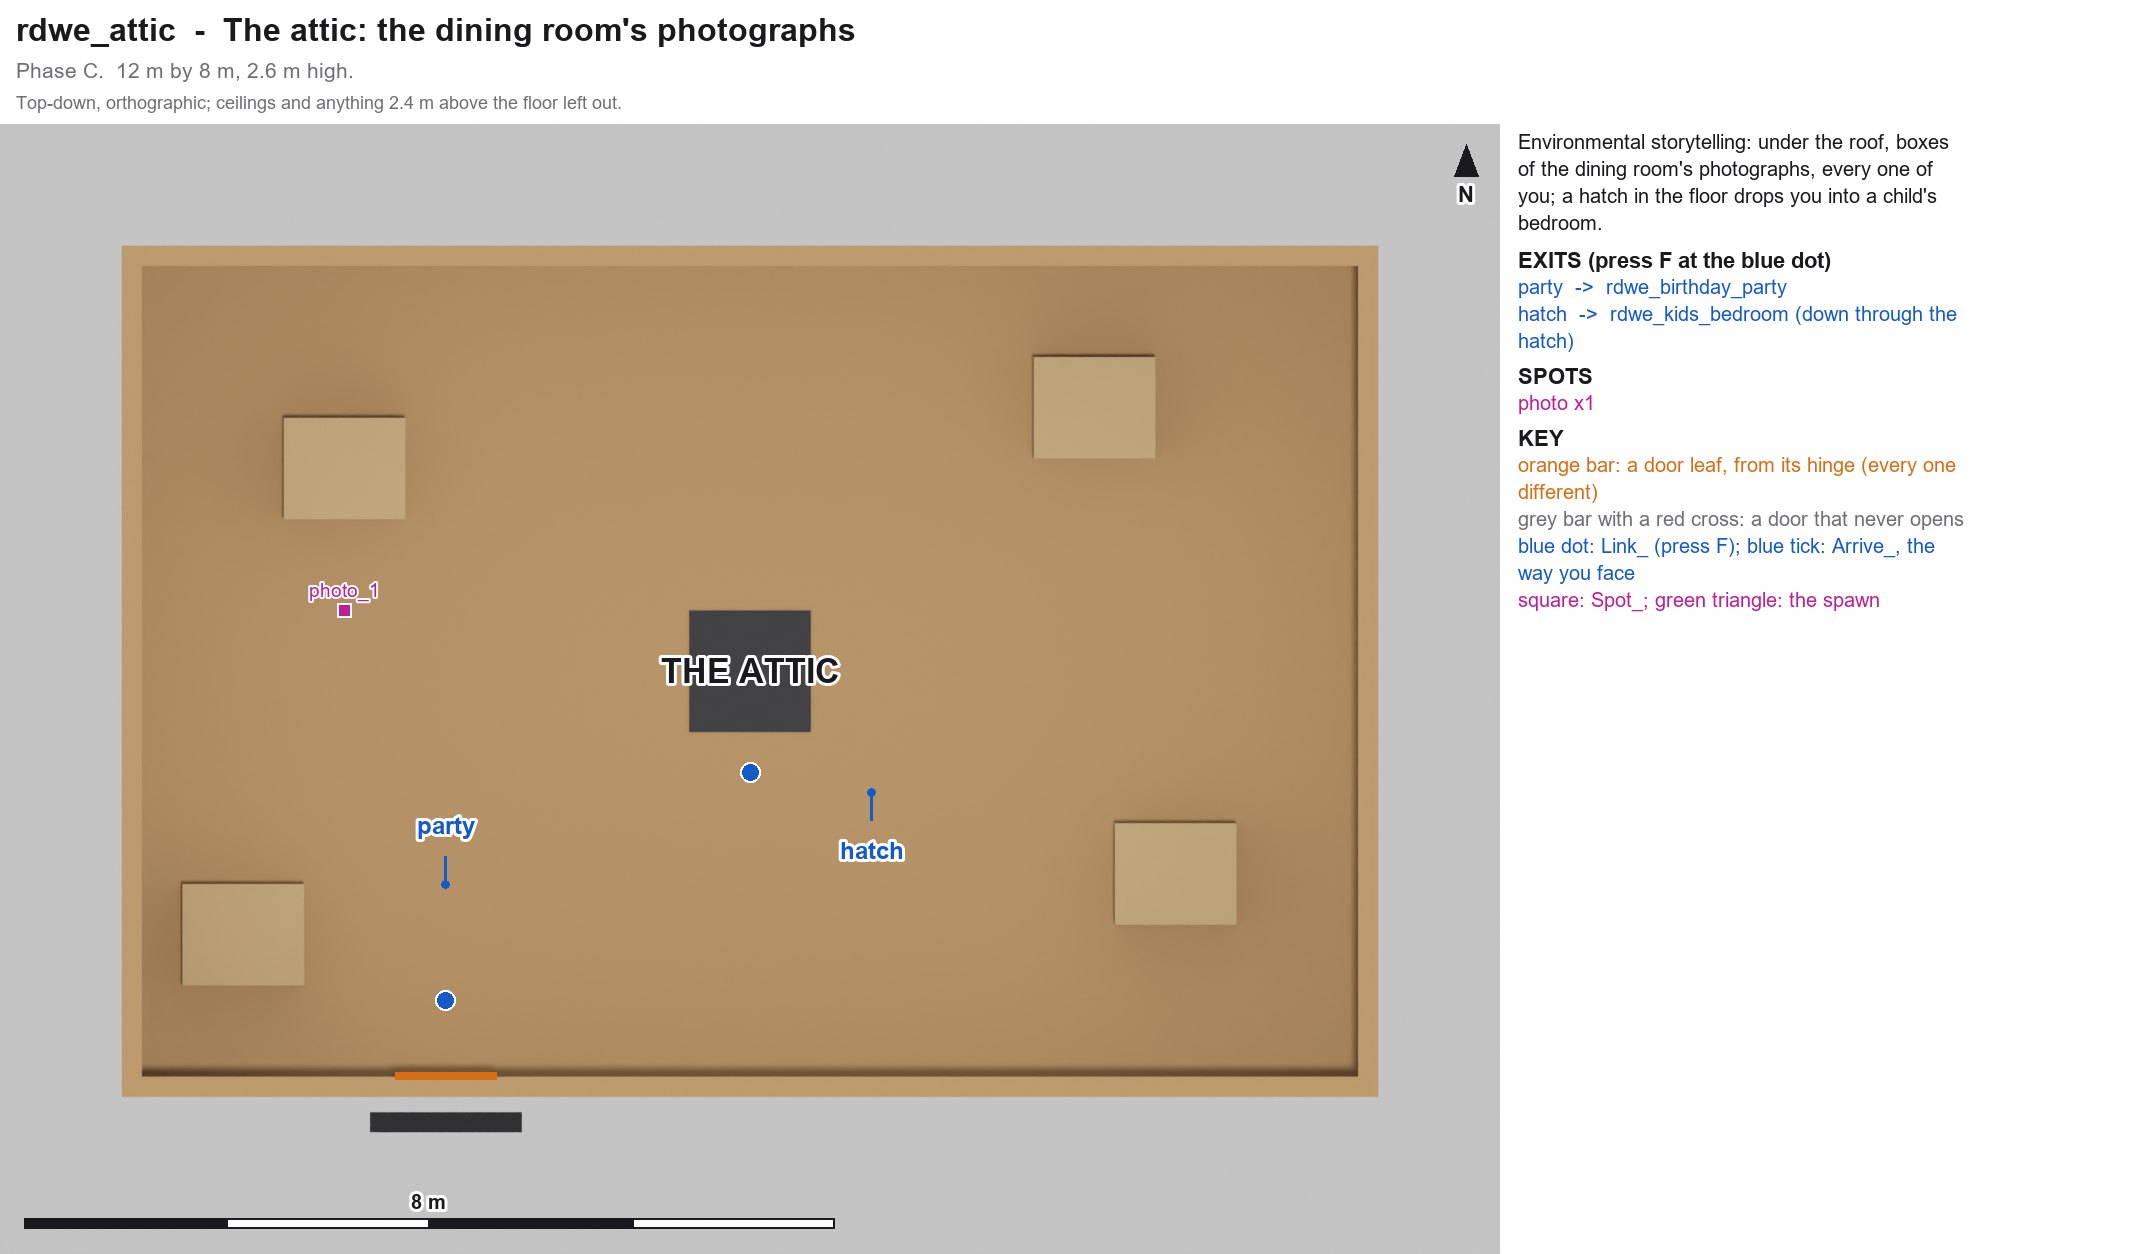 rdwe_attic  -  The attic: the dining room's photographs
Phase C.  12 m by 8 m, 2.6 m high.
Top-down, orthographic; ceilings and anything 2.4 m above the floor left out.
N
photo_1
THE ATTIC
party
hatch
8 m
Environmental storytelling: under the roof, boxes
of the dining room's photographs, every one of
you; a hatch in the floor drops you into a child's
bedroom.
EXITS (press F at the blue dot)
party  ->  rdwe_birthday_party
hatch  ->  rdwe_kids_bedroom (down through the
hatch)
SPOTS
photo x1
KEY
orange bar: a door leaf, from its hinge (every one
different)
grey bar with a red cross: a door that never opens
blue dot: Link_ (press F); blue tick: Arrive_, the
way you face
square: Spot_; green triangle: the spawn